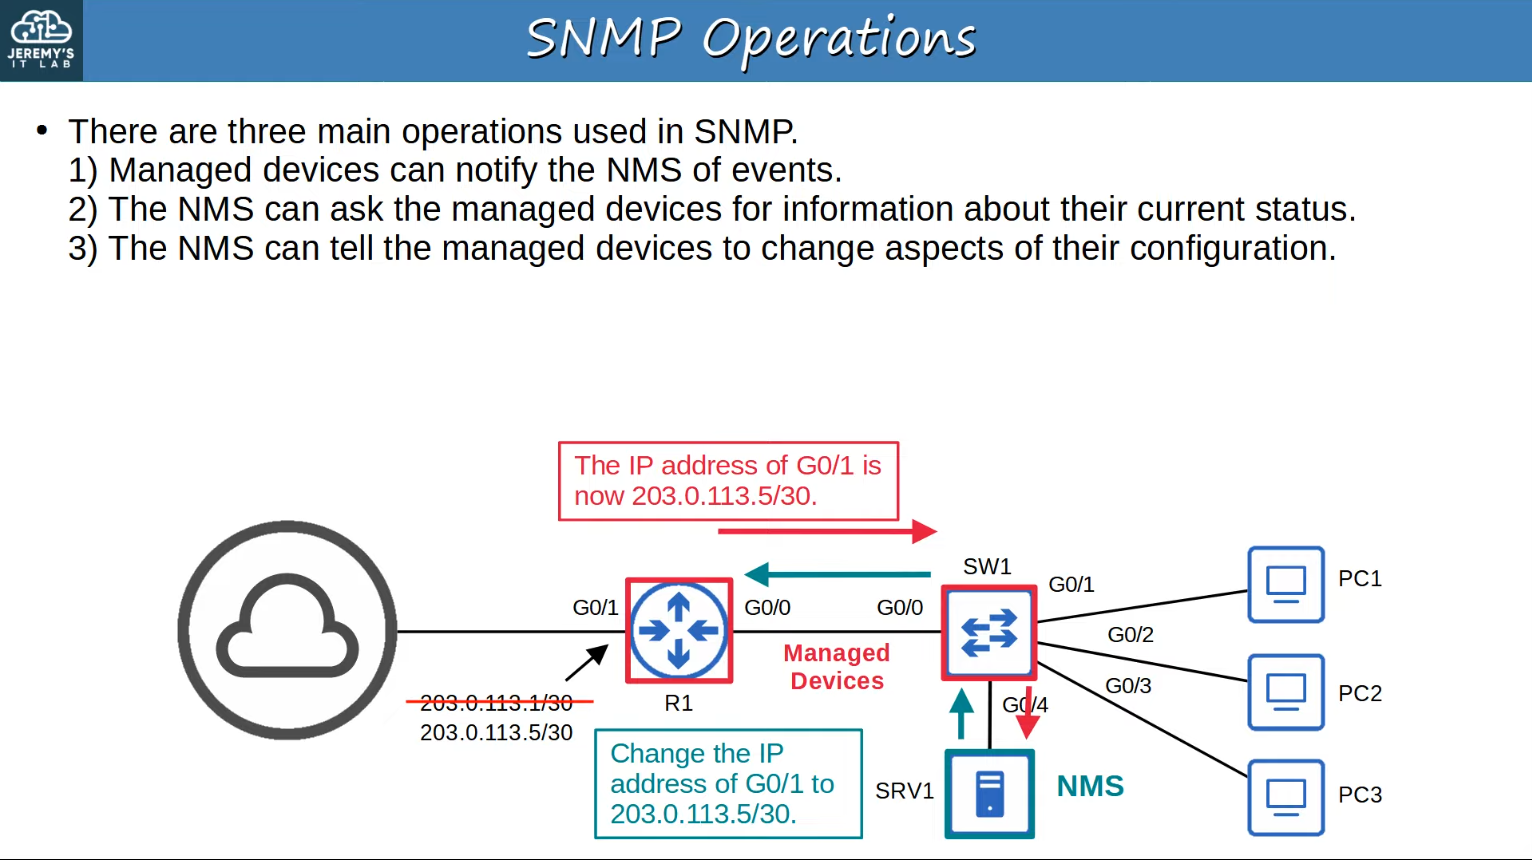 JEREMY'S
IT LAB
SNMP Operations
• There are three main operations used in SNMP.
1) Managed devices can notify the NMS of events.
2) The NMS can ask the managed devices for information about their current status.
3) The NMS can tell the managed devices to change aspects of their configuration.
The IP address of G0/1 is
now 203.0.113.5/30.
SW1
G0/1
PC1
G0/1
G0/0
G0/0
G0/2
Managed
Devices
G0/3
PC2
203.0.113.1/30
R1
G0/4
203.0.113.5/30
Change the IP
address of G0/1 to
203.0.113.5/30.
SRV1
NMS
PC3